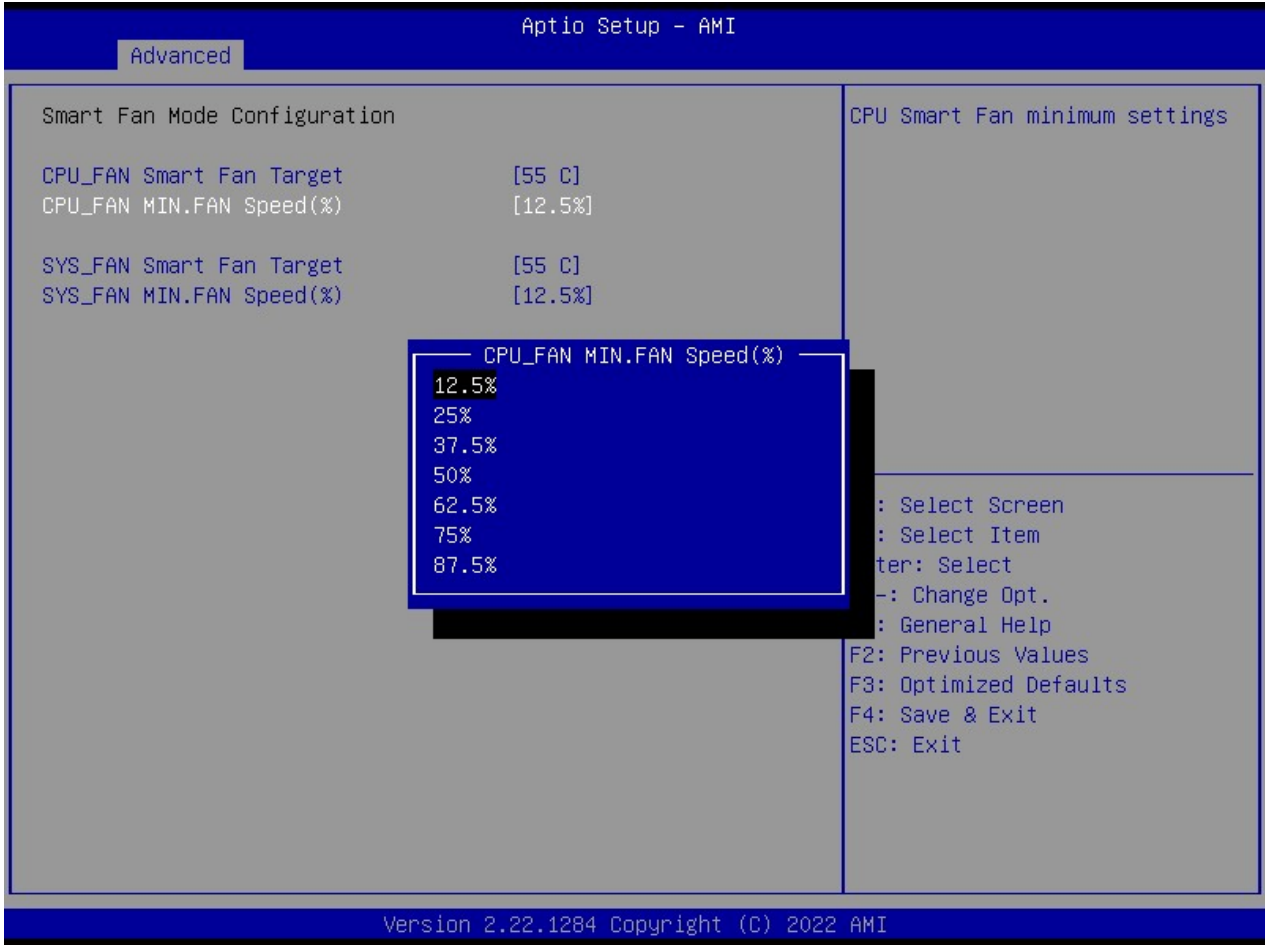 Aptio Setup - AMI
Advanced
Smart Fan Mode Configuration
CPU_FAN Smart Fan Target [55 C]
CPU_FAN MIN.FAN Speed(%) [12.5%]
SYS_FAN Smart Fan Target [55 C]
SYS_FAN MIN.FAN Speed(%) [12.5%]
CPU_FAN MIN.FAN Speed(%)
12.5%
25%
37.5%
50%
62.5%
75%
87.5%
CPU Smart Fan minimum settings
: Select Screen
: Select Item
ter: Select
-: Change Opt.
: General Help
F2: Previous Values
F3: Optimized Defaults
F4: Save & Exit
ESC: Exit
Version 2.22.1284 Copyright (C) 2022 AMI